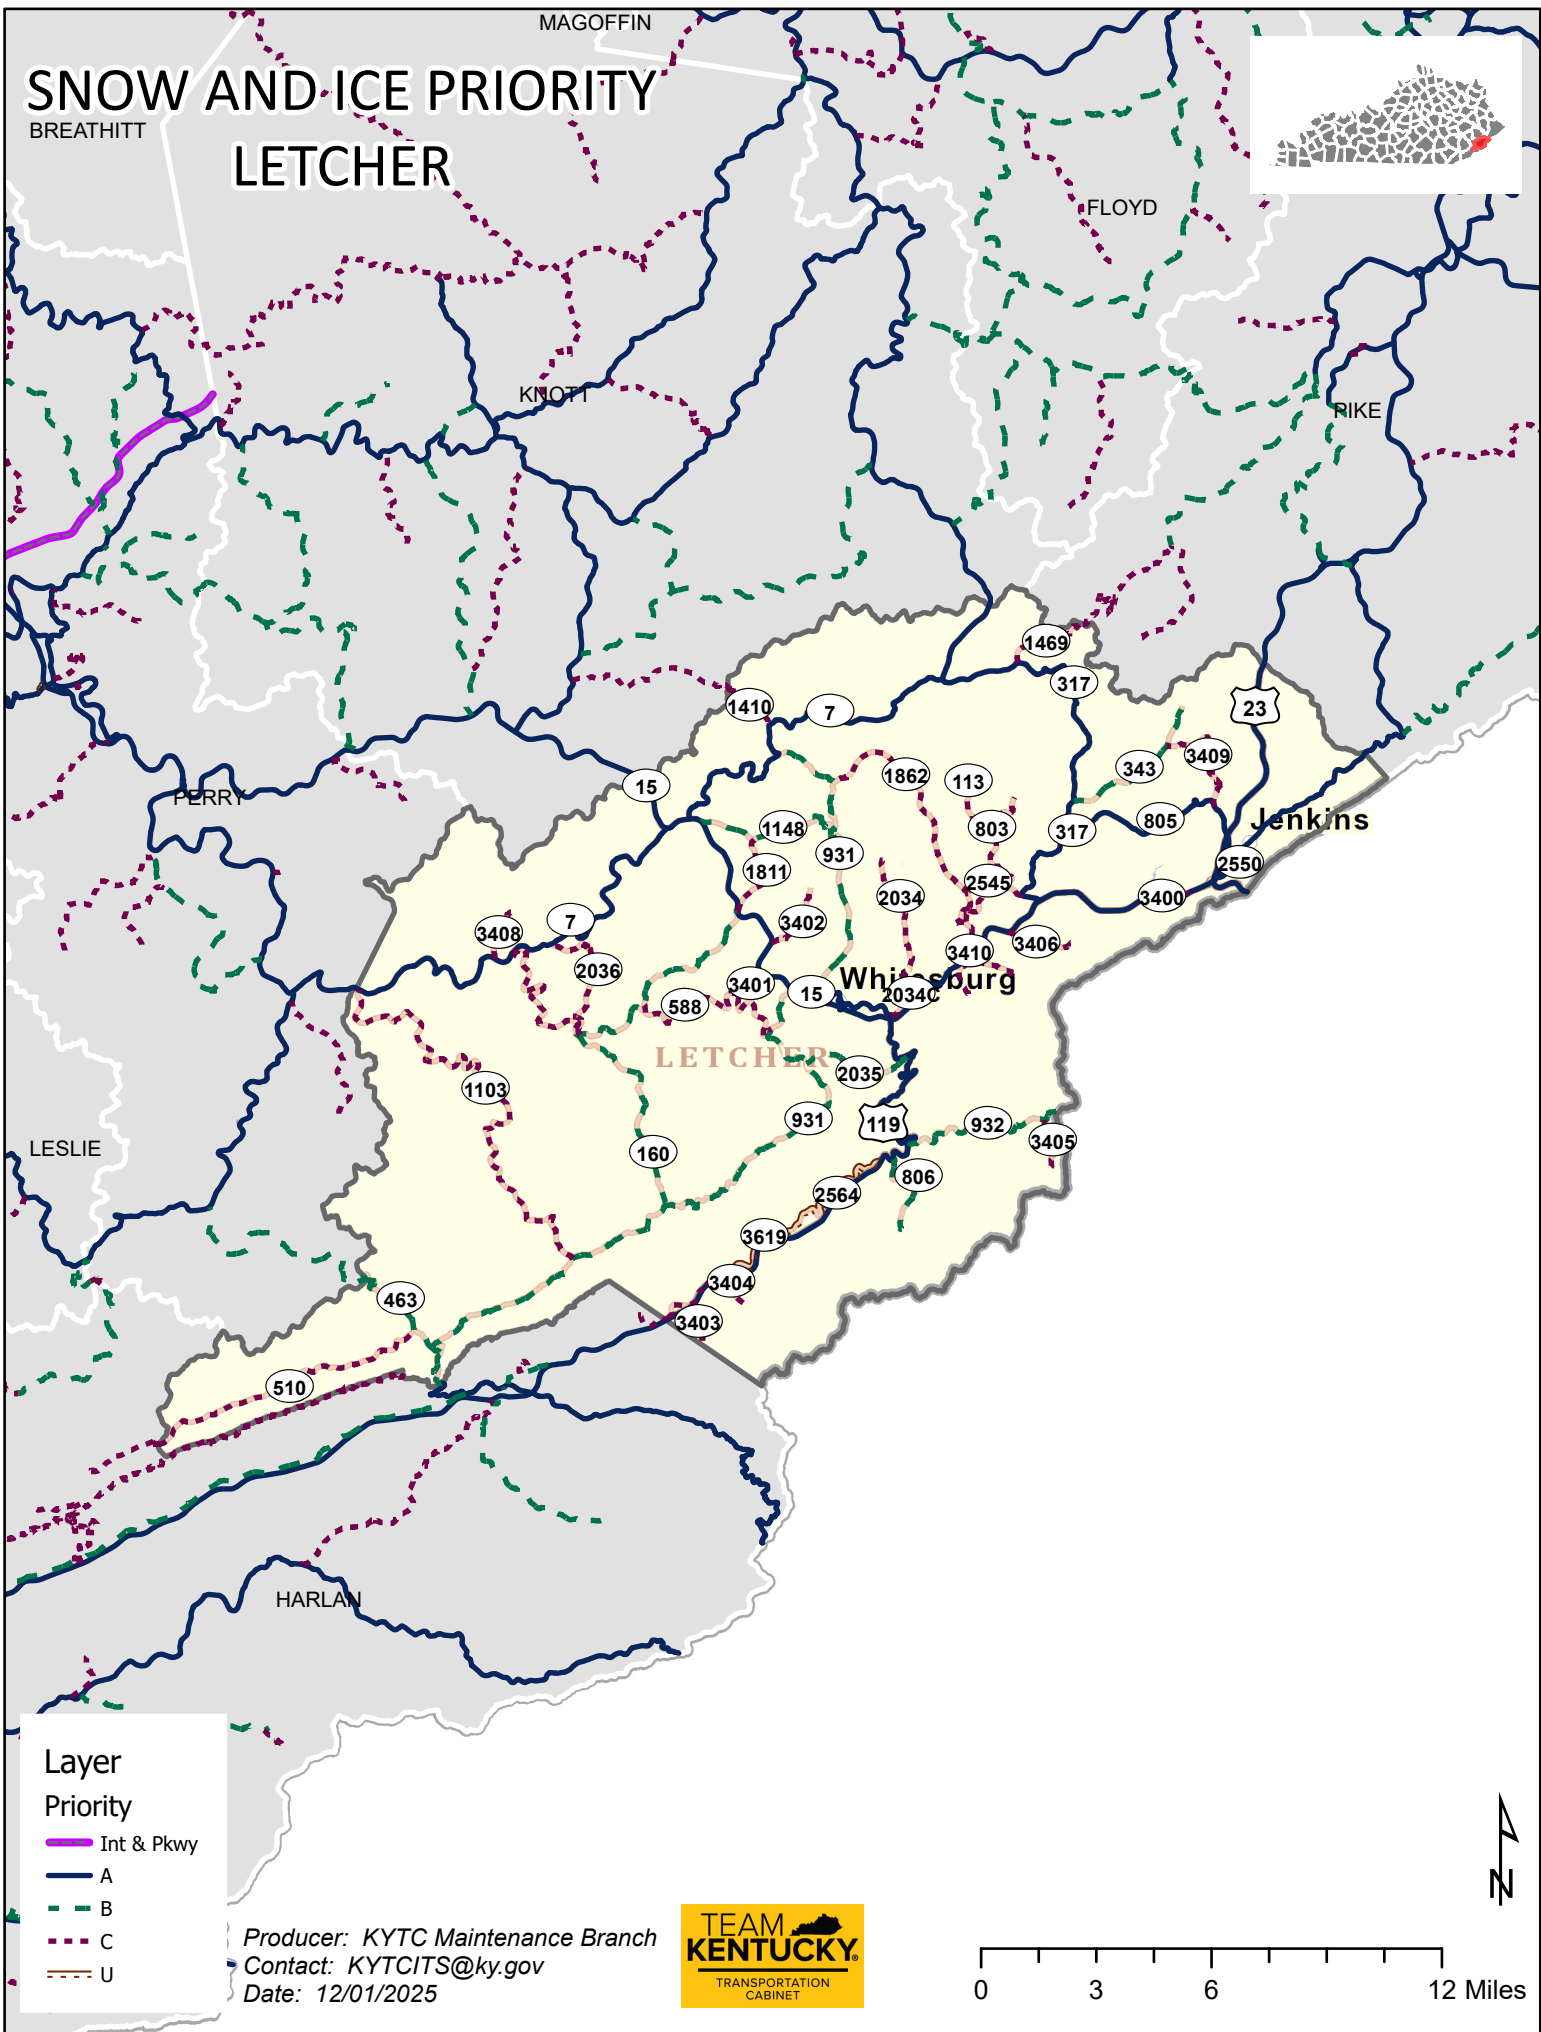 MAGOFFIN
SNOW AND ICE PRIORITY
BREATHITT
LETCHER
FLOYD
KNOTT
PIKE
1469
317
23
1410
7
3409
343
1862
113
15
PERRY
805
Jenkins
1148
803
317
931
2550
1811
2545
3400
2034
3402
7
3408
3406
3410
2036
Whitesburg
3401
15
2034C
588
LETCHER
2035
1103
931
119
932
3405
LESLIE
160
806
2564
3619
3404
463
3403
510
HARLAN
Layer
Priority
Int & Pkwy
A
B
C
U
N
Producer: KYTC Maintenance Branch
Contact: KYTCITS@ky.gov
Date: 12/01/2025
TEAM
KENTUCKY®
TRANSPORTATION
CABINET
0 3 6 12 Miles